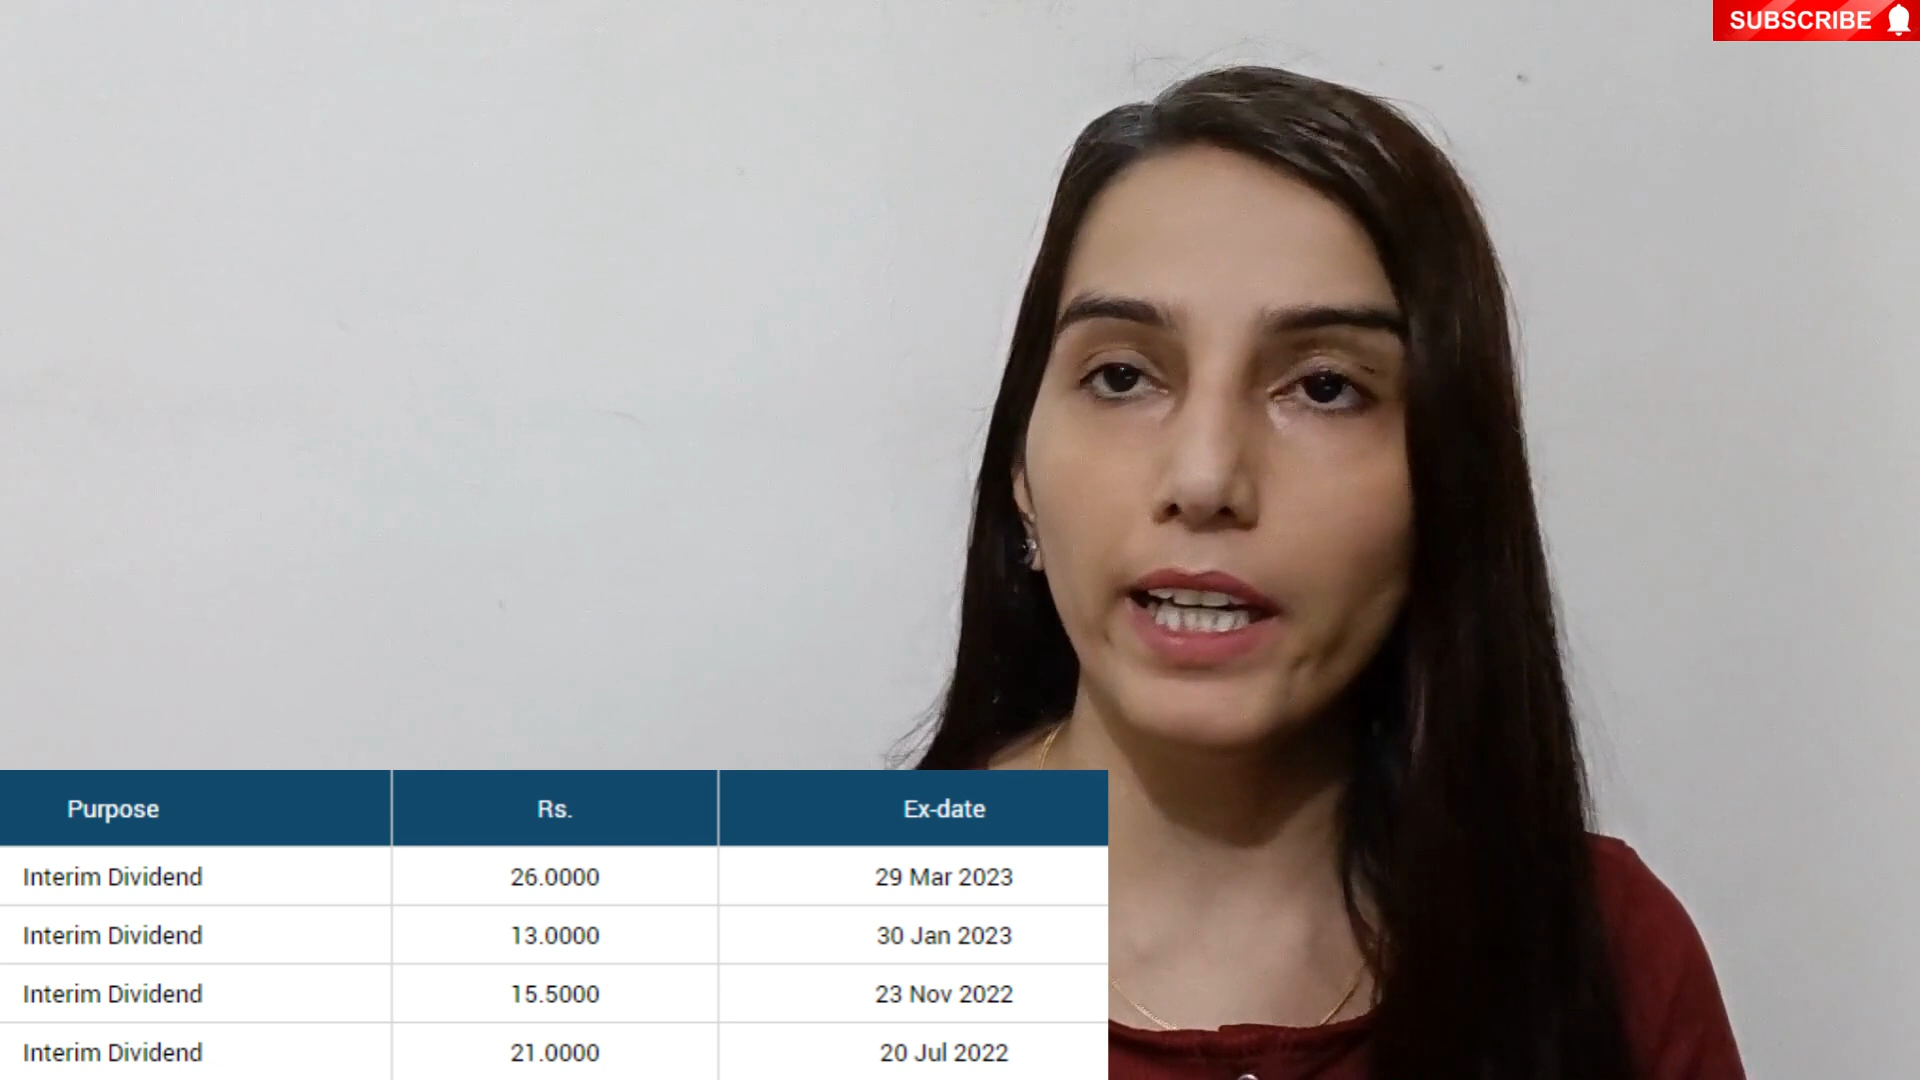 SUBSCRIBE
Purpose Rs. Ex-date
Interim Dividend 26.0000 29 Mar 2023
Interim Dividend 13.0000 30 Jan 2023
Interim Dividend 15.5000 23 Nov 2022
Interim Dividend 21.0000 20 Jul 2022